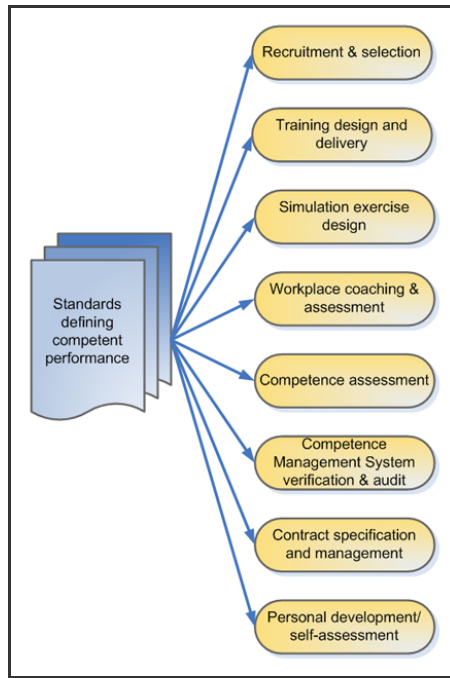 Recruitment & selection
Training design and
delivery
Simulation exercise
design
Standards
defining
competent
performance
Workplace coaching &
assessment
Competence assessment
Competence
Management System
verification & audit
Contract specification
and management
Personal development/
self-assessment